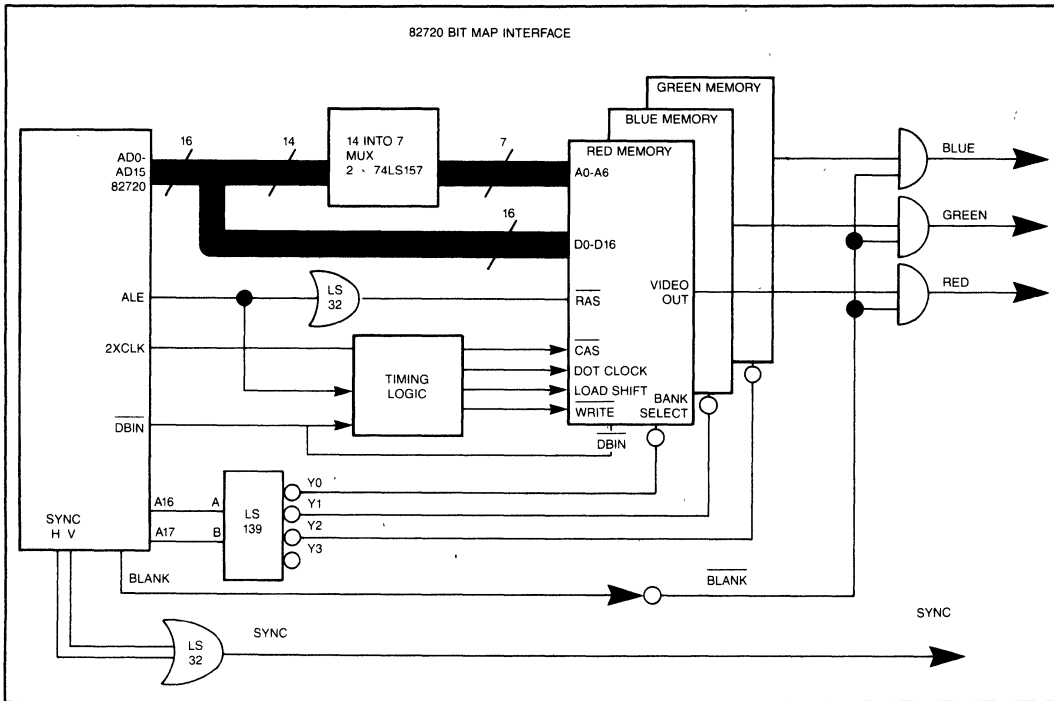 82720 BIT MAP INTERFACE
GREEN MEMORY
BLUE MEMORY
RED MEMORY
AD0-
AD15
82720
16
14
14 INTO 7
MUX
2 - 74LS157
7
A0-A6
16
D0-D16
BLUE
GREEN
RED
ALE
LS
32
RAS
VIDEO
OUT
2XCLK
TIMING
LOGIC
CAS
DOT CLOCK
LOAD SHIFT
WRITE
BANK
SELECT
DBIN
DBIN
A16
A
A17
B
LS
139
Y0
Y1
Y2
Y3
SYNC
H V
BLANK
BLANK
LS
32
SYNC
SYNC